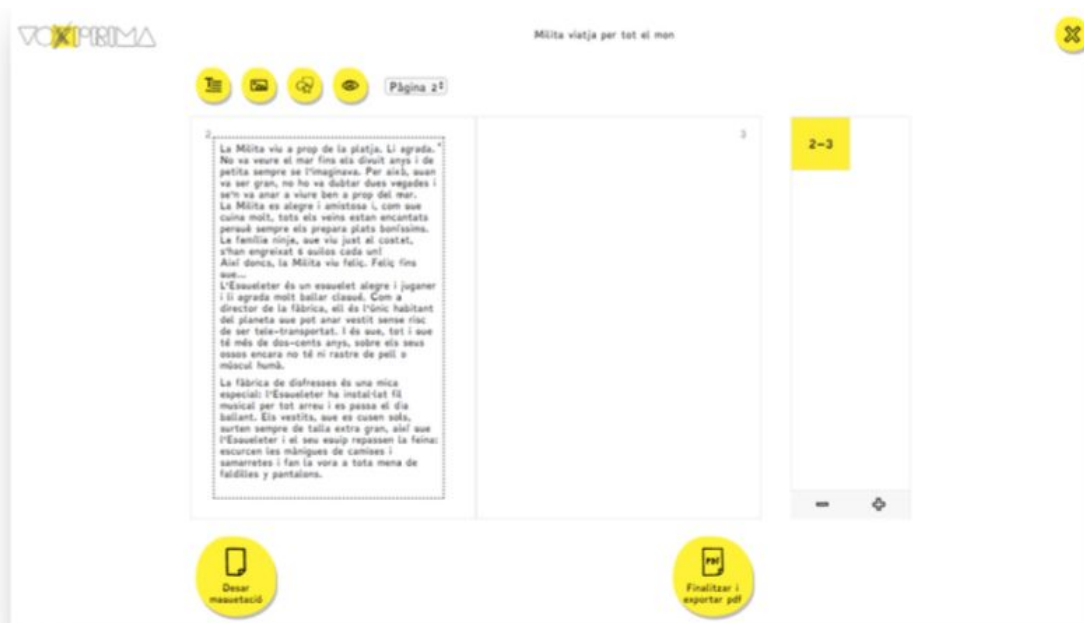 VOXPRIMA
Milita viatja per tot el mon
Pàgina 2
2
3
La Milita viu a prop de la platja. Li agrada.
No va veure el mar fins els divuit anys i de
petita sempre se l'imaginava. Per això, quan
va ser gran, no ho va dubtar dues vegades i
se'n va anar a viure ben a prop del mar.
La Milita es alegre i amistosa i, com que
cuina molt, tots els veins estan encantats
perquè sempre els prepara plats boníssims.
La família ninja, que viu just al costat,
s'han engreixat 6 quilos cada un!
Així doncs, la Milita viu feliç. Feliç fins
que...
L'Esqueleter és un esquelet alegre i juganer
i li agrada molt ballar claqué. Com a
director de la fàbrica, ell és l'únic habitant
del planeta que pot anar vestit sense risc
de ser tele-transportat. I és que, tot i que
té més de dos-cents anys, sobre els seus
ossos encara no té ni rastre de pell o
múscul humà.
La fàbrica de disfresses és una mica
especial: l'Esqueleter ha instal·lat fil
musical per tot arreu i es passa el dia
ballant. Els vestits, que es cusen sols,
surten sempre de talla extra gran, així que
l'Esqueleter i el seu equip repassen la feina:
escurcen les mànigues de camises i
samarretes i fan la vora a tota mena de
faldilles y pantalons.
2-3
Desar
maquetació
PDF
Finalitzar i
exportar pdf